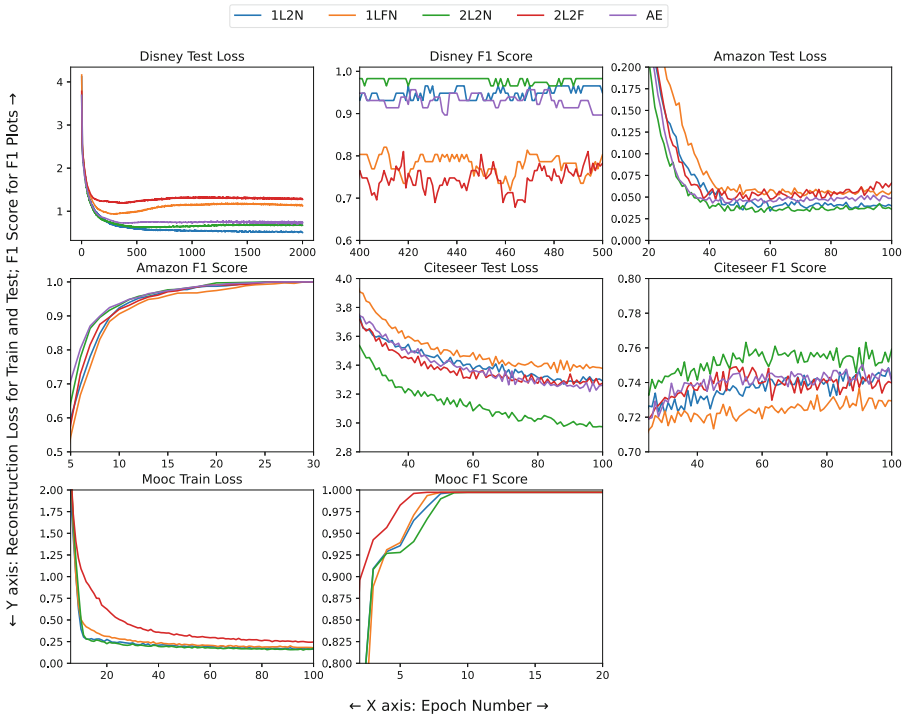 1L2N 1LFN 2L2N 2L2F AE
← Y axis: Reconstruction Loss for Train and Test; F1 Score for F1 Plots →
Disney Test Loss
4
3
2
1
0 500 1000 1500 2000
Disney F1 Score
1.0
0.9
0.8
0.7
0.6
400 420 440 460 480 500
Amazon Test Loss
0.200
0.175
0.150
0.125
0.100
0.075
0.050
0.025
0.000
20 40 60 80 100
Amazon F1 Score
1.0
0.9
0.8
0.7
0.6
0.5
5 10 15 20 25 30
Citeseer Test Loss
4.0
3.8
3.6
3.4
3.2
3.0
2.8
40 60 80 100
Citeseer F1 Score
0.80
0.78
0.76
0.74
0.72
0.70
40 60 80 100
Mooc Train Loss
2.00
1.75
1.50
1.25
1.00
0.75
0.50
0.25
0.00
20 40 60 80 100
Mooc F1 Score
1.000
0.975
0.950
0.925
0.900
0.875
0.850
0.825
0.800
5 10 15 20
← X axis: Epoch Number →